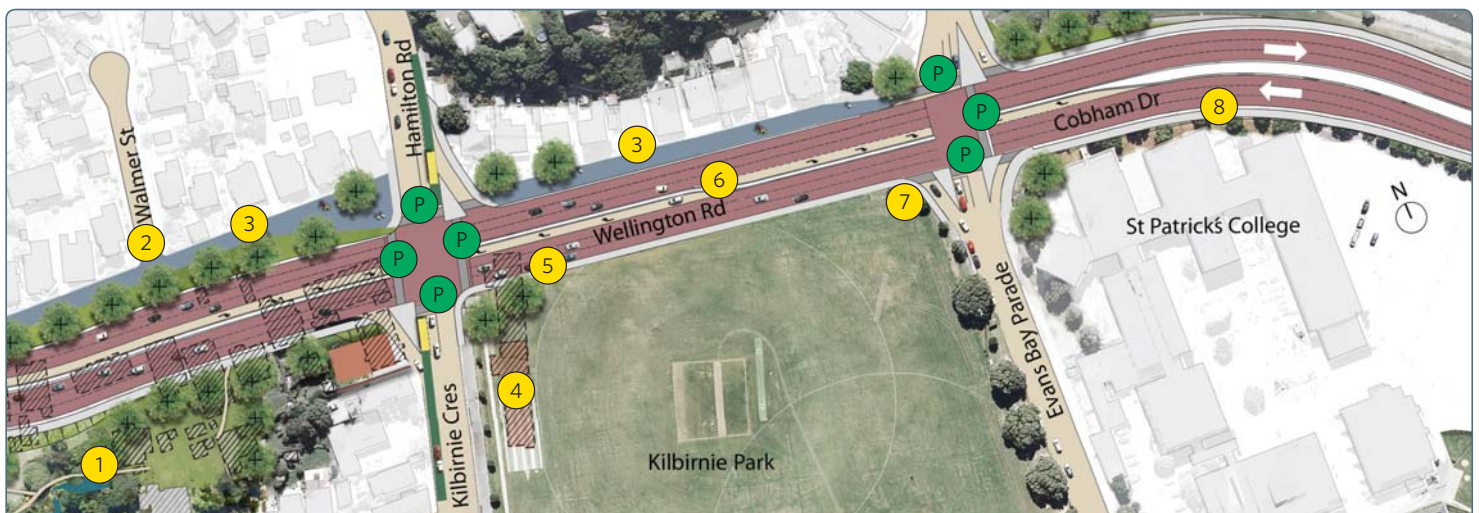 Walmer St
2
3
Hamilton Rd
P
P
P
P
3
6
Wellington Rd
5
4
1
Kilbirnie Cres
Kilbirnie Park
P
P
P
7
Cobham Dr
8
Evans Bay Parade
St Patrick's College
N